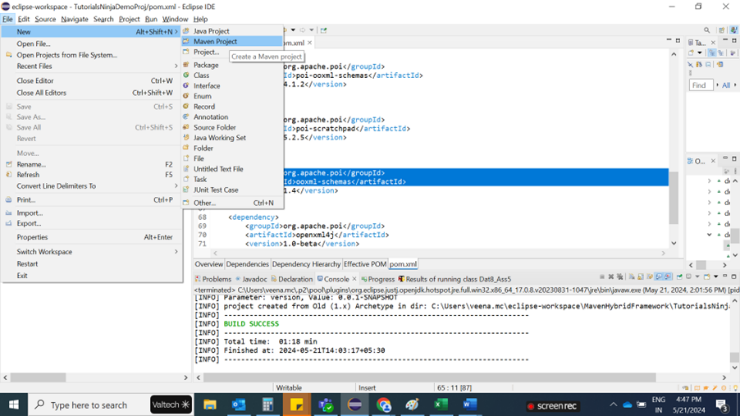 eclipse-workspace - TutorialsNinjaDemoProj/pom.xml - Eclipse IDE
File Edit Source Navigate Search Project Run Window Help
New Alt+Shift+N >
Open File...
Open Projects from File System...
Recent Files >
Close Editor Ctrl+W
Close All Editors Ctrl+Shift+W
Save Ctrl+S
Save As...
Save All Ctrl+Shift+S
Revert
Move...
Rename... F2
Refresh F5
Convert Line Delimiters To >
Print... Ctrl+P
Import...
Export...
Properties Alt+Enter
Switch Workspace >
Restart
Exit
Java Project
Maven Project
Project...
Create a Maven project
Package
Class
Interface
Enum
Record
Annotation
Source Folder
Java Working Set
Folder
File
Untitled Text File
Task
JUnit Test Case
Other... Ctrl+N
om.xml
org.apache.poi</groupId>
poi-ooxml-schemas</artifactId>
4.1.2</version>
org.apache.poi</groupId>
poi-scratchpad</artifactId>
5.2.5</version>
org.apache.poi</groupId>
ooxml-schemas</artifactId>
1.4</version>
68
69 <dependency>
70 <groupId>org.apache.poi</groupId>
<artifactId>openxml4j</artifactId>
71 <version>1.0-beta</version>
Overview Dependencies Dependency Hierarchy Effective POM pom.xml
Ta...
Find All
O...
Problems Javadoc Declaration Console Progress Results of running class Dat8_Ass5
<terminated> C:\Users\veena.mc\.p2\pool\plugins\org.eclipse.justj.openjdk.hotspot.jre.full.win32.x86_64_17.0.8.v20230831-1047\jre\bin\javaw.exe (May 21, 2024, 2:01:56 PM) [pid
[INFO] Parameter: version, Value: 0.0.1-SNAPSHOT
[INFO] project created from Old (1.x) Archetype in dir: C:\Users\veena.mc\eclipse-workspace\MavenHybridFramework\TutorialsNinj
[INFO] ------------------------------------------------------------------------
[INFO] BUILD SUCCESS
[INFO] ------------------------------------------------------------------------
[INFO] Total time: 01:18 min
[INFO] Finished at: 2024-05-21T14:03:17+05:30
[INFO] ------------------------------------------------------------------------
Writable Insert 65 : 11 [87]
Type here to search
Valtech
screen rec
ENG
IN
4:47 PM
5/21/2024
3